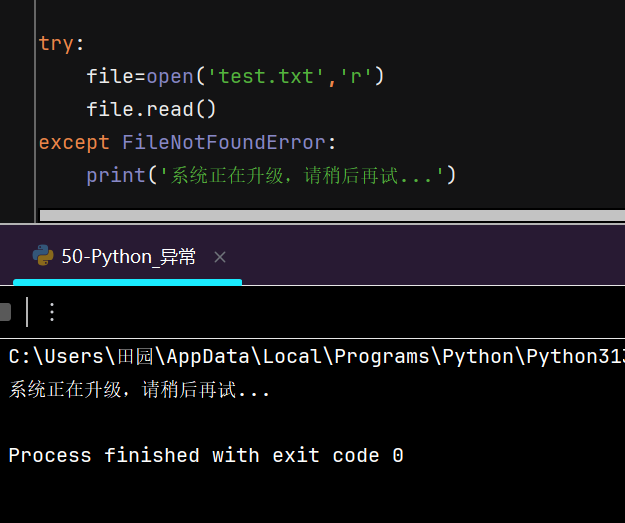 try:
    file=open('test.txt','r')
    file.read()
except FileNotFoundError:
    print('系统正在升级，请稍后再试...')
50-Python_异常 ×
C:\Users\田园\AppData\Local\Programs\Python\Python313
系统正在升级，请稍后再试...
Process finished with exit code 0